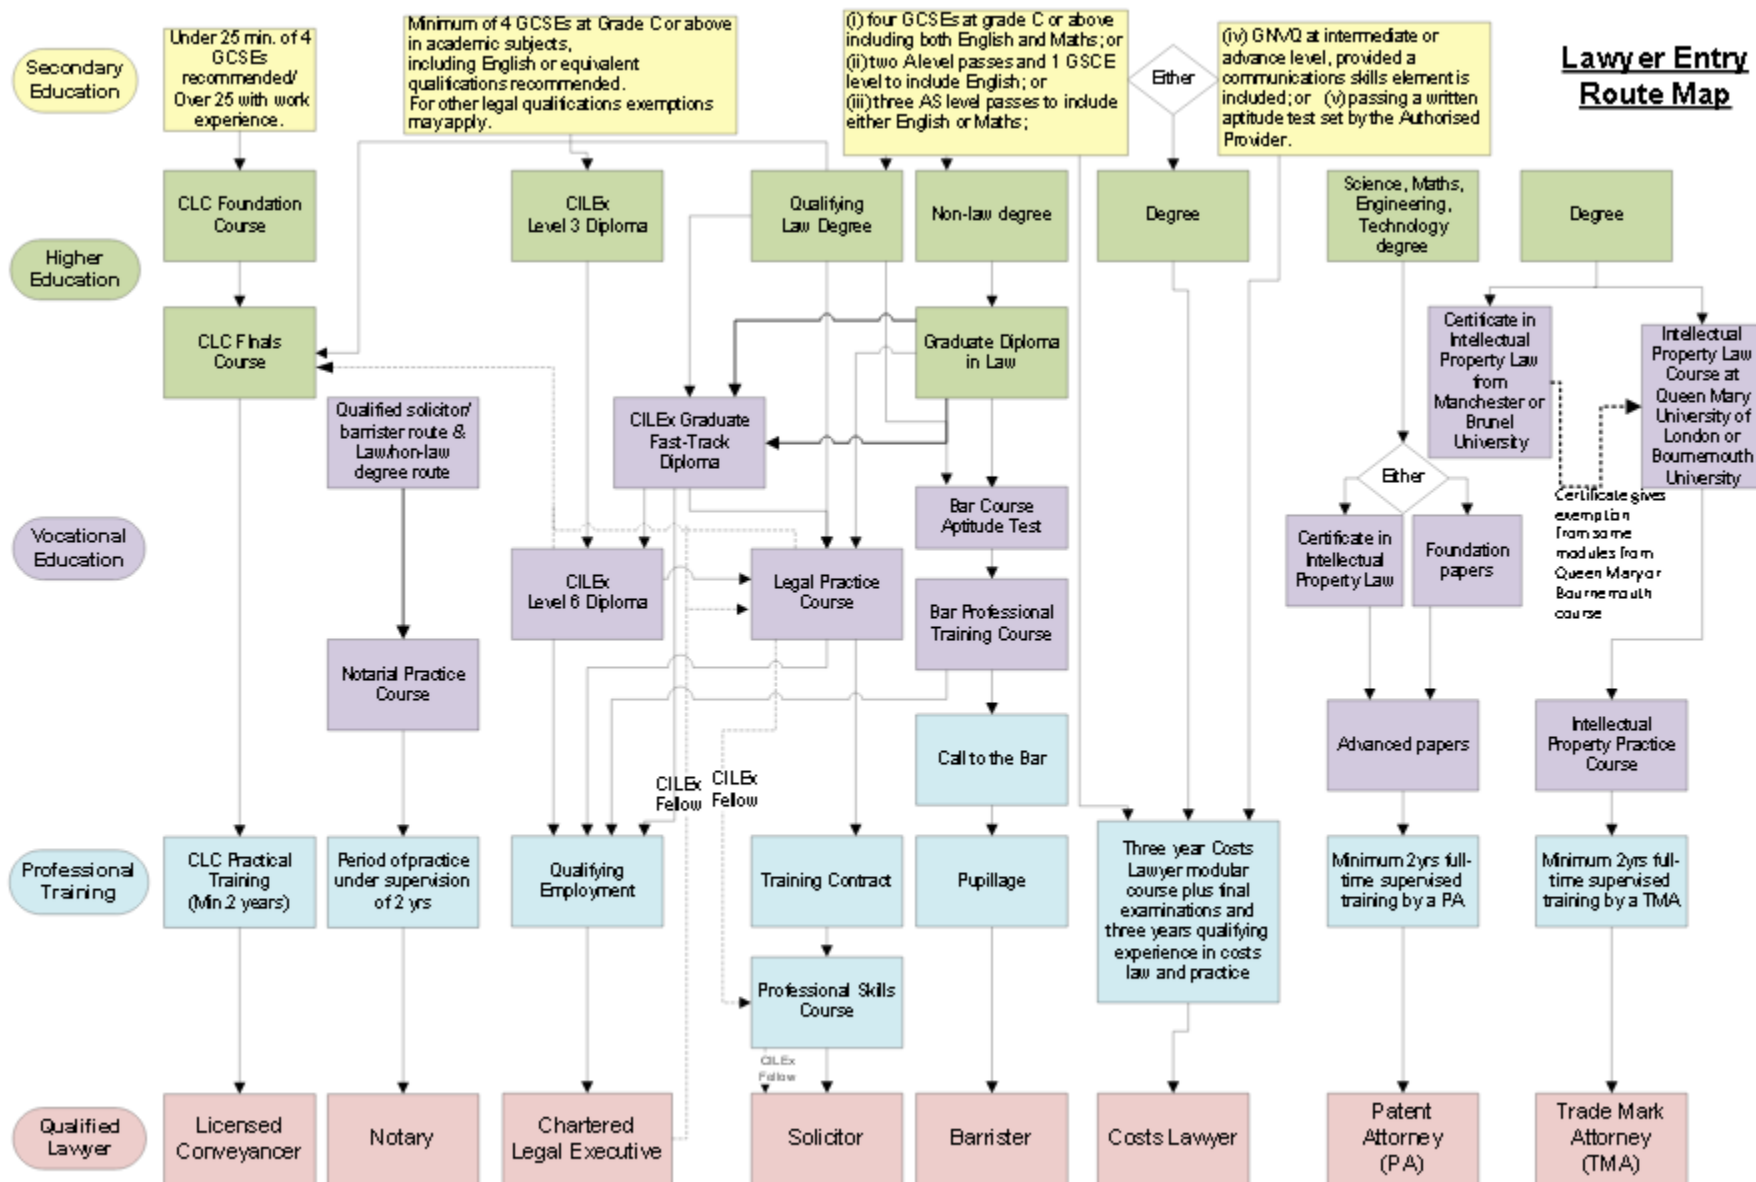 Lawyer Entry
Route Map
Secondary
Education
Under 25 min. of 4
GCSEs
recommended/
Over 25 with work
experience.
Minimum of 4 GCSEs at Grade C or above
in academic subjects,
including English or equivalent
qualifications recommended.
For other legal qualifications exemptions
may apply.
(i) four GCSEs at grade C or above
including both English and Maths; or
(ii) two Alevel passes and 1 GSCE
level to include English; or
(iii) three AS level passes to include
either English or Maths;
Either
(iv) GNVQ at intermediate or
advance level, provided a
communications skills element is
included; or (v) passing a written
aptitude test set by the Authorised
Provider.
Higher
Education
CLC Foundation
Course
CILEx
Level 3 Diploma
Qualifying
Law Degree
Non-law degree
Degree
Science, Maths,
Engineering,
Technology
degree
Degree
CLC Finals
Course
Graduate Diploma
in Law
Certificate in
Intellectual
Property Law
from
Manchester or
Brunel
University
Intellectual
Property Law
Course at
Queen Mary
University of
London or
Bournemouth
University
Qualified solicitor/
barrister route &
Law/non-law
degree route
CILEx Graduate
Fast-Track
Diploma
Either
Vocational
Education
Bar Course
Aptitude Test
Certificate in
Intellectual
Property Law
Foundation
papers
Certificate gives
exemption
from some
modules from
Queen Mary or
Bournemouth
course
CILEx
Level 6 Diploma
Legal Practice
Course
Bar Professional
Training Course
Notarial Practice
Course
Call to the Bar
Advanced papers
Intellectual
Property Practice
Course
CILEx
Fellow
CILEx
Fellow
Professional
Training
CLC Practical
Training
(Min.2 years)
Period of practice
under supervision
of 2 yrs
Qualifying
Employment
Training Contract
Pupillage
Three year Costs
Lawyer modular
course plus final
examinations and
three years qualifying
experience in costs
law and practice
Minimum 2yrs full-
time supervised
training by a PA
Minimum 2yrs full-
time supervised
training by a TMA
Professional Skills
Course
CILEx
Fellow
Qualified
Lawyer
Licensed
Conveyancer
Notary
Chartered
Legal Executive
Solicitor
Barrister
Costs Lawyer
Patent
Attorney
(PA)
Trade Mark
Attorney
(TMA)